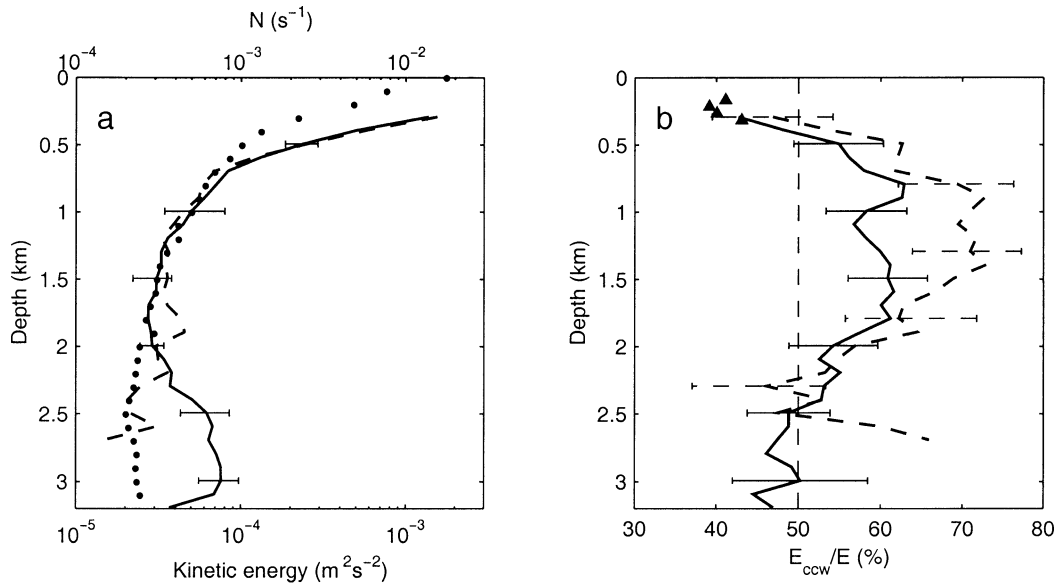 N (s⁻¹)
10⁻⁴ 10⁻³ 10⁻²
a
0
0.5
1
1.5
2
2.5
3
Depth (km)
10⁻⁵ 10⁻⁴ 10⁻³
Kinetic energy (m²s⁻²)
b
0
0.5
1
1.5
2
2.5
3
Depth (km)
30 40 50 60 70 80
E_ccw/E (%)